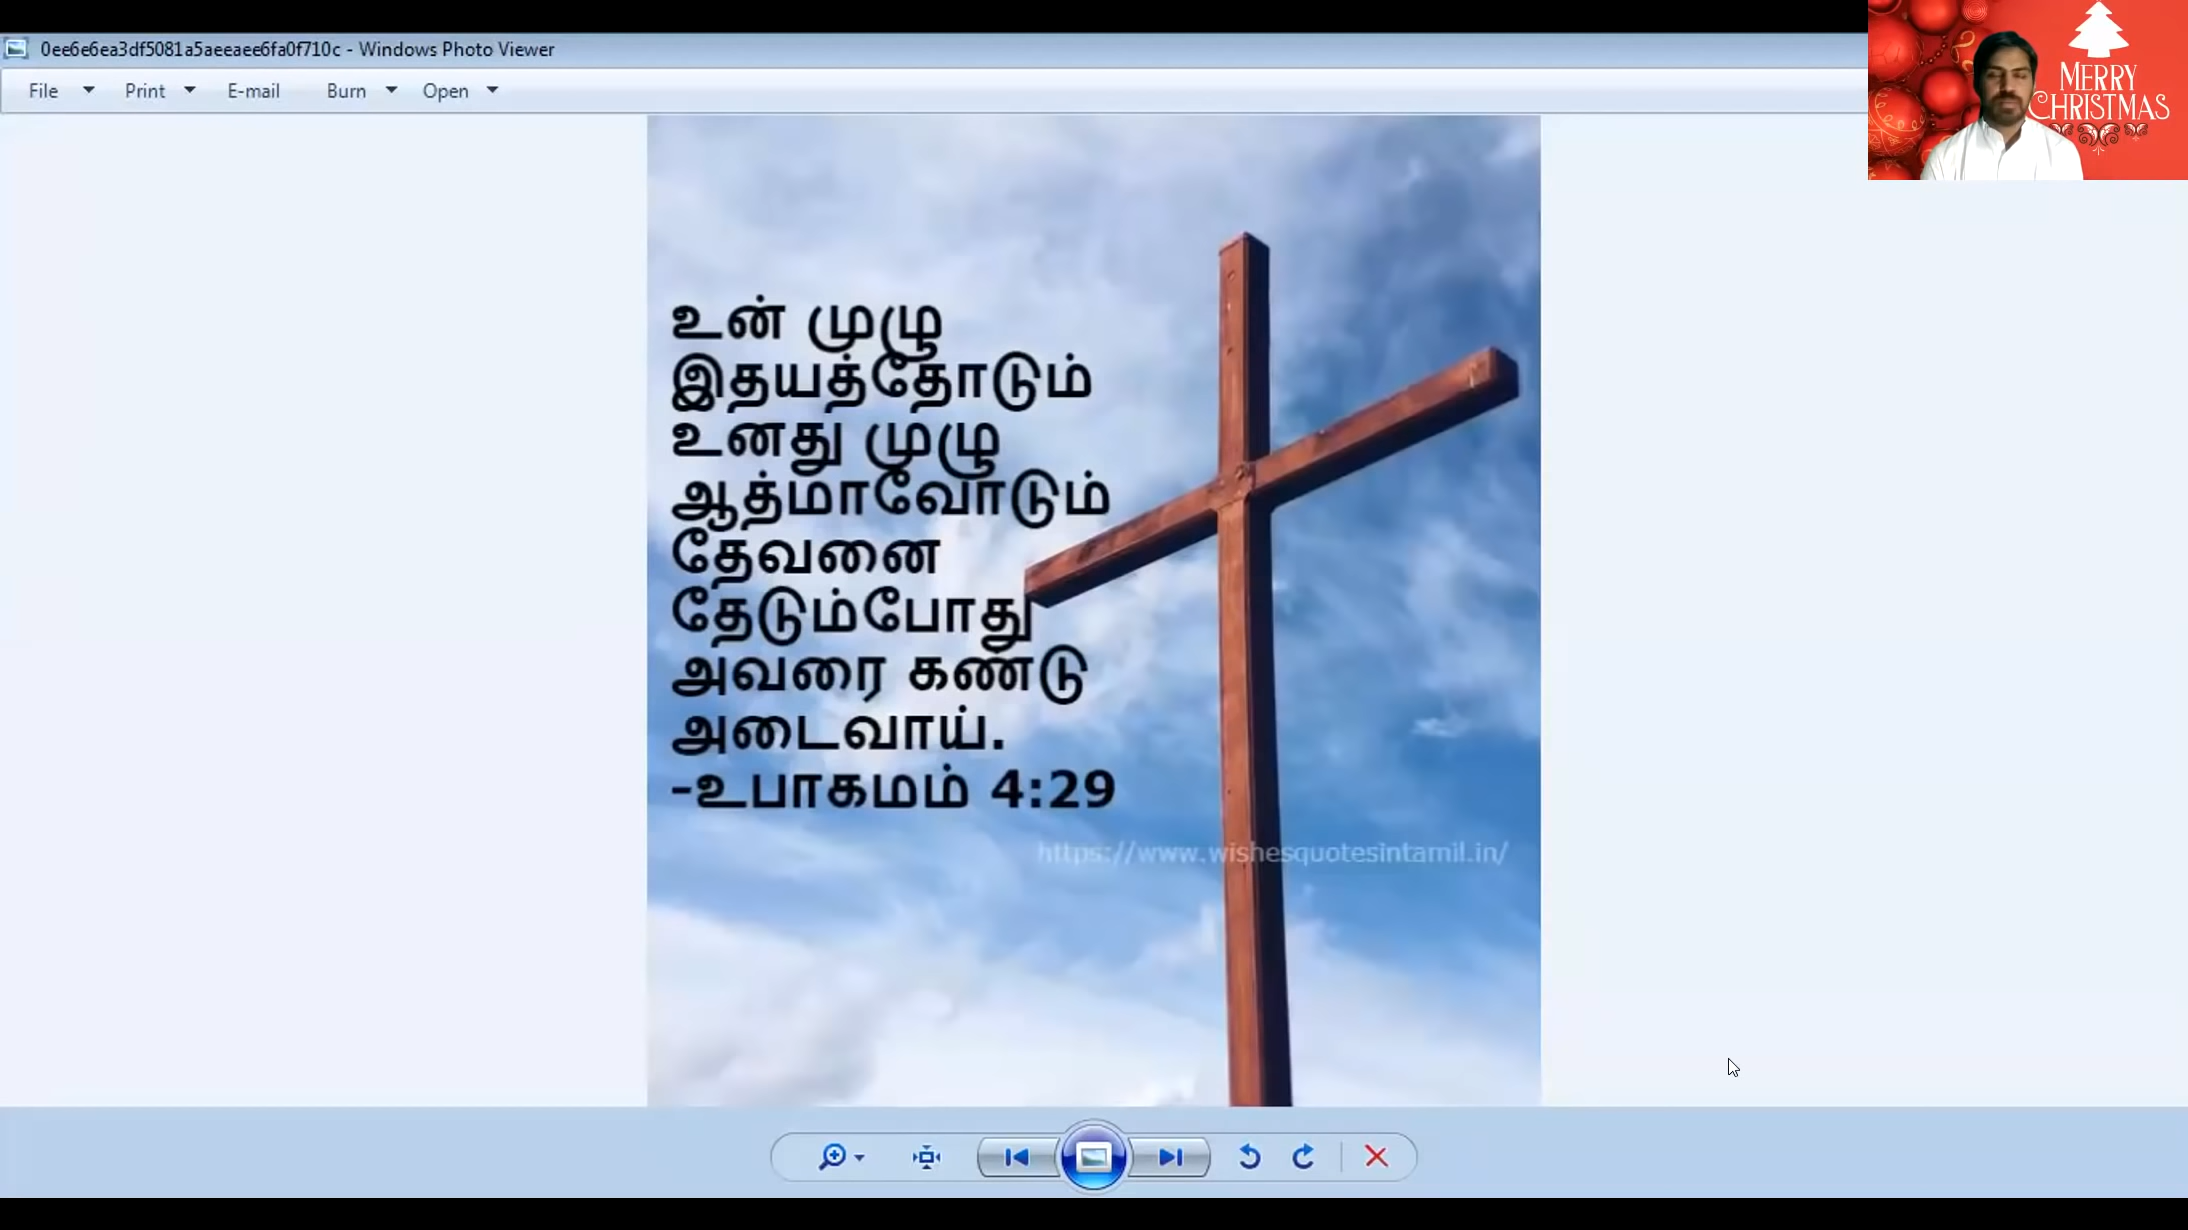 0ee6e6ea3df5081a5aeeaee6fa0f710c - Windows Photo Viewer
File Print E-mail Burn Open
MERRY
CHRISTMAS
உன் முழு
இதயத்தோடும்
உனது முழு
ஆத்மாவோடும்
தேவனை
தேடும்போது
அவரை கண்டு
அடைவாய்.
-உபாகமம் 4:29
https://www.wishesquotesintamil.in/